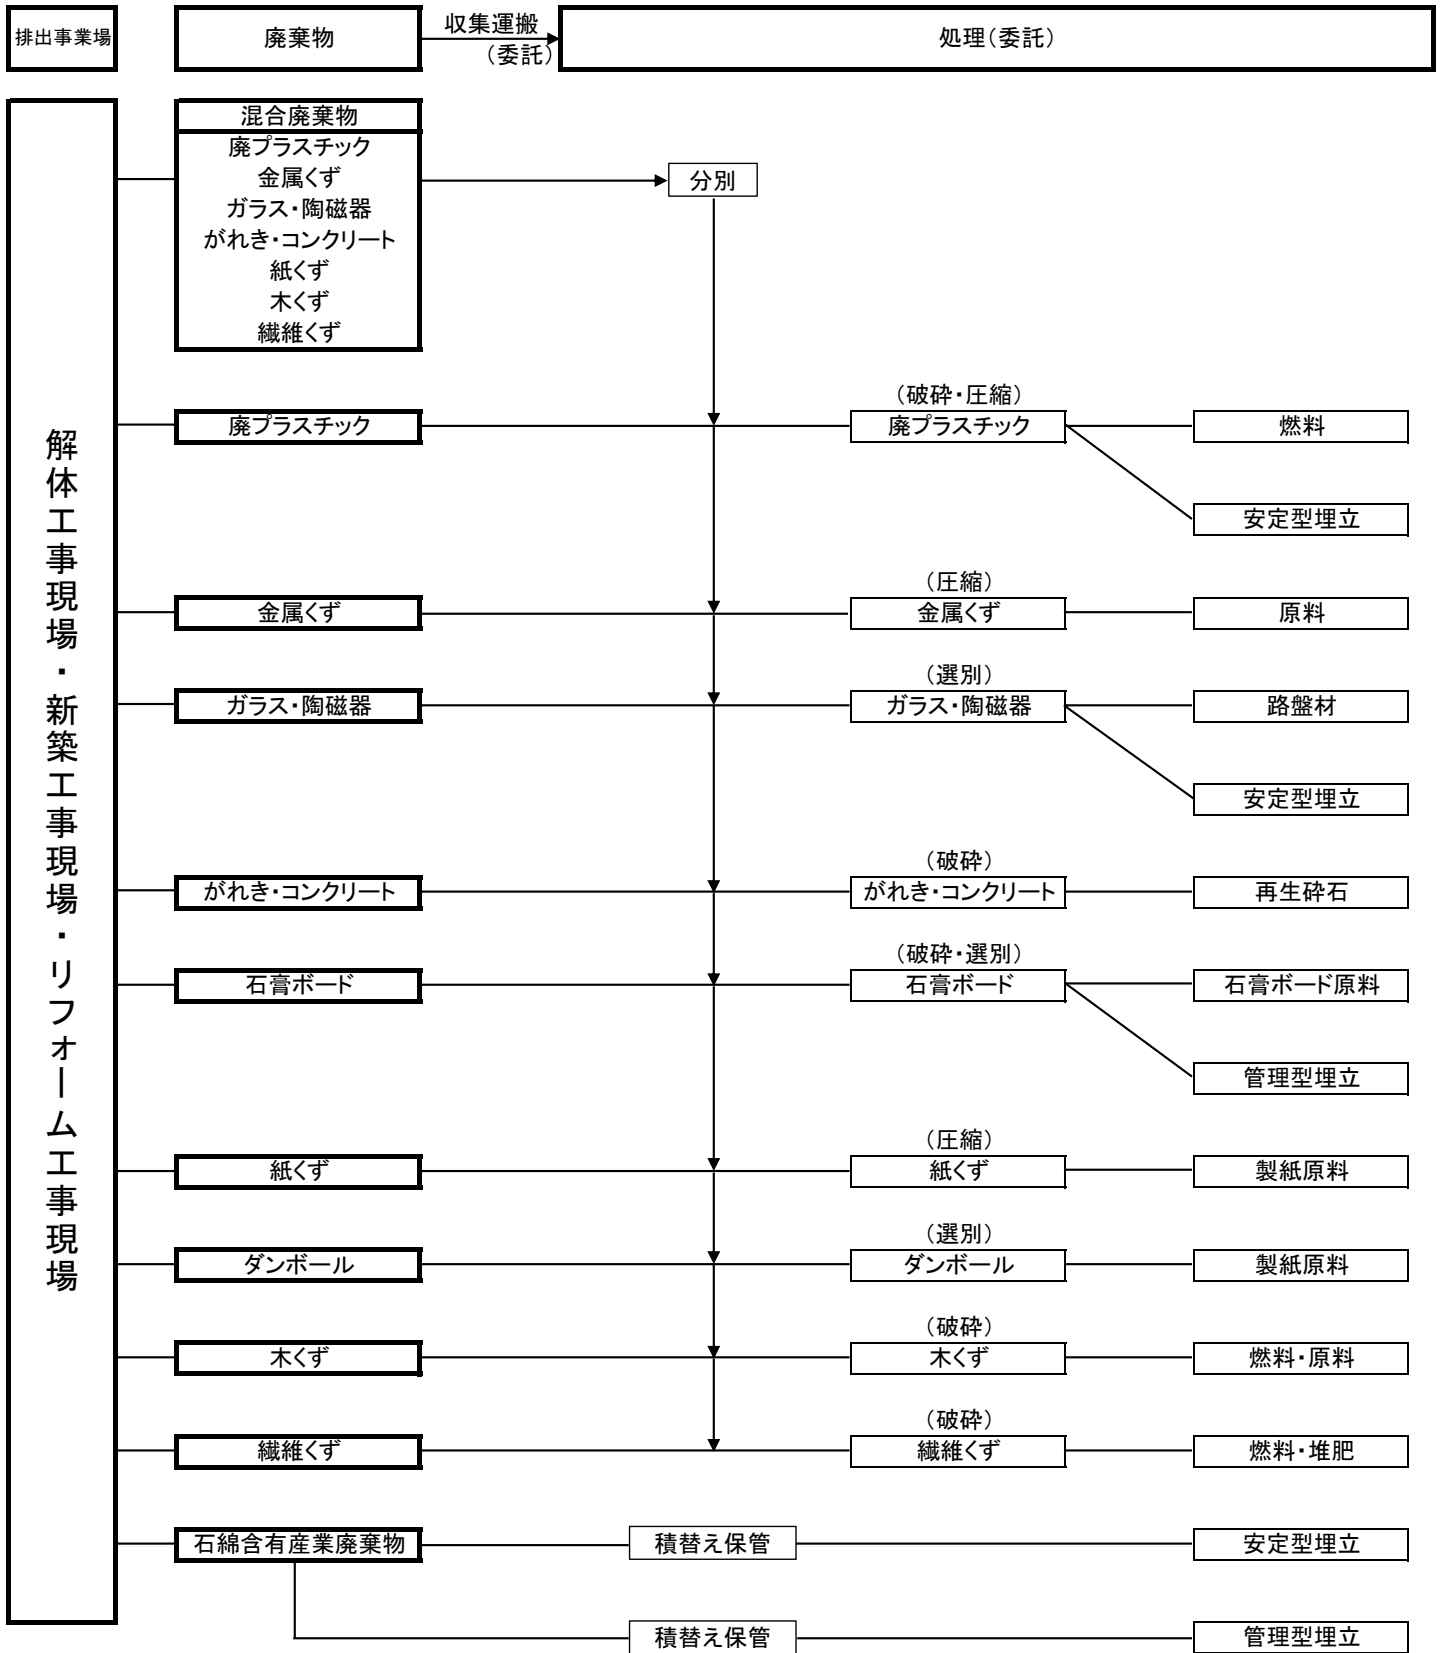 排出事業場
廃棄物
収集運搬
（委託）
処理（委託）
解体工事現場・新築工事現場・リフォーム工事現場
混合廃棄物
廃プラスチック
金属くず
ガラス・陶磁器
がれき・コンクリート
紙くず
木くず
繊維くず
分別
（破砕・圧縮）
廃プラスチック
廃プラスチック
燃料
安定型埋立
（圧縮）
金属くず
金属くず
原料
（選別）
ガラス・陶磁器
ガラス・陶磁器
路盤材
安定型埋立
（破砕）
がれき・コンクリート
がれき・コンクリート
再生砕石
（破砕・選別）
石膏ボード
石膏ボード
石膏ボード原料
管理型埋立
（圧縮）
紙くず
紙くず
製紙原料
（選別）
ダンボール
ダンボール
製紙原料
（破砕）
木くず
木くず
燃料・原料
（破砕）
繊維くず
繊維くず
燃料・堆肥
石綿含有産業廃棄物
積替え保管
安定型埋立
積替え保管
管理型埋立